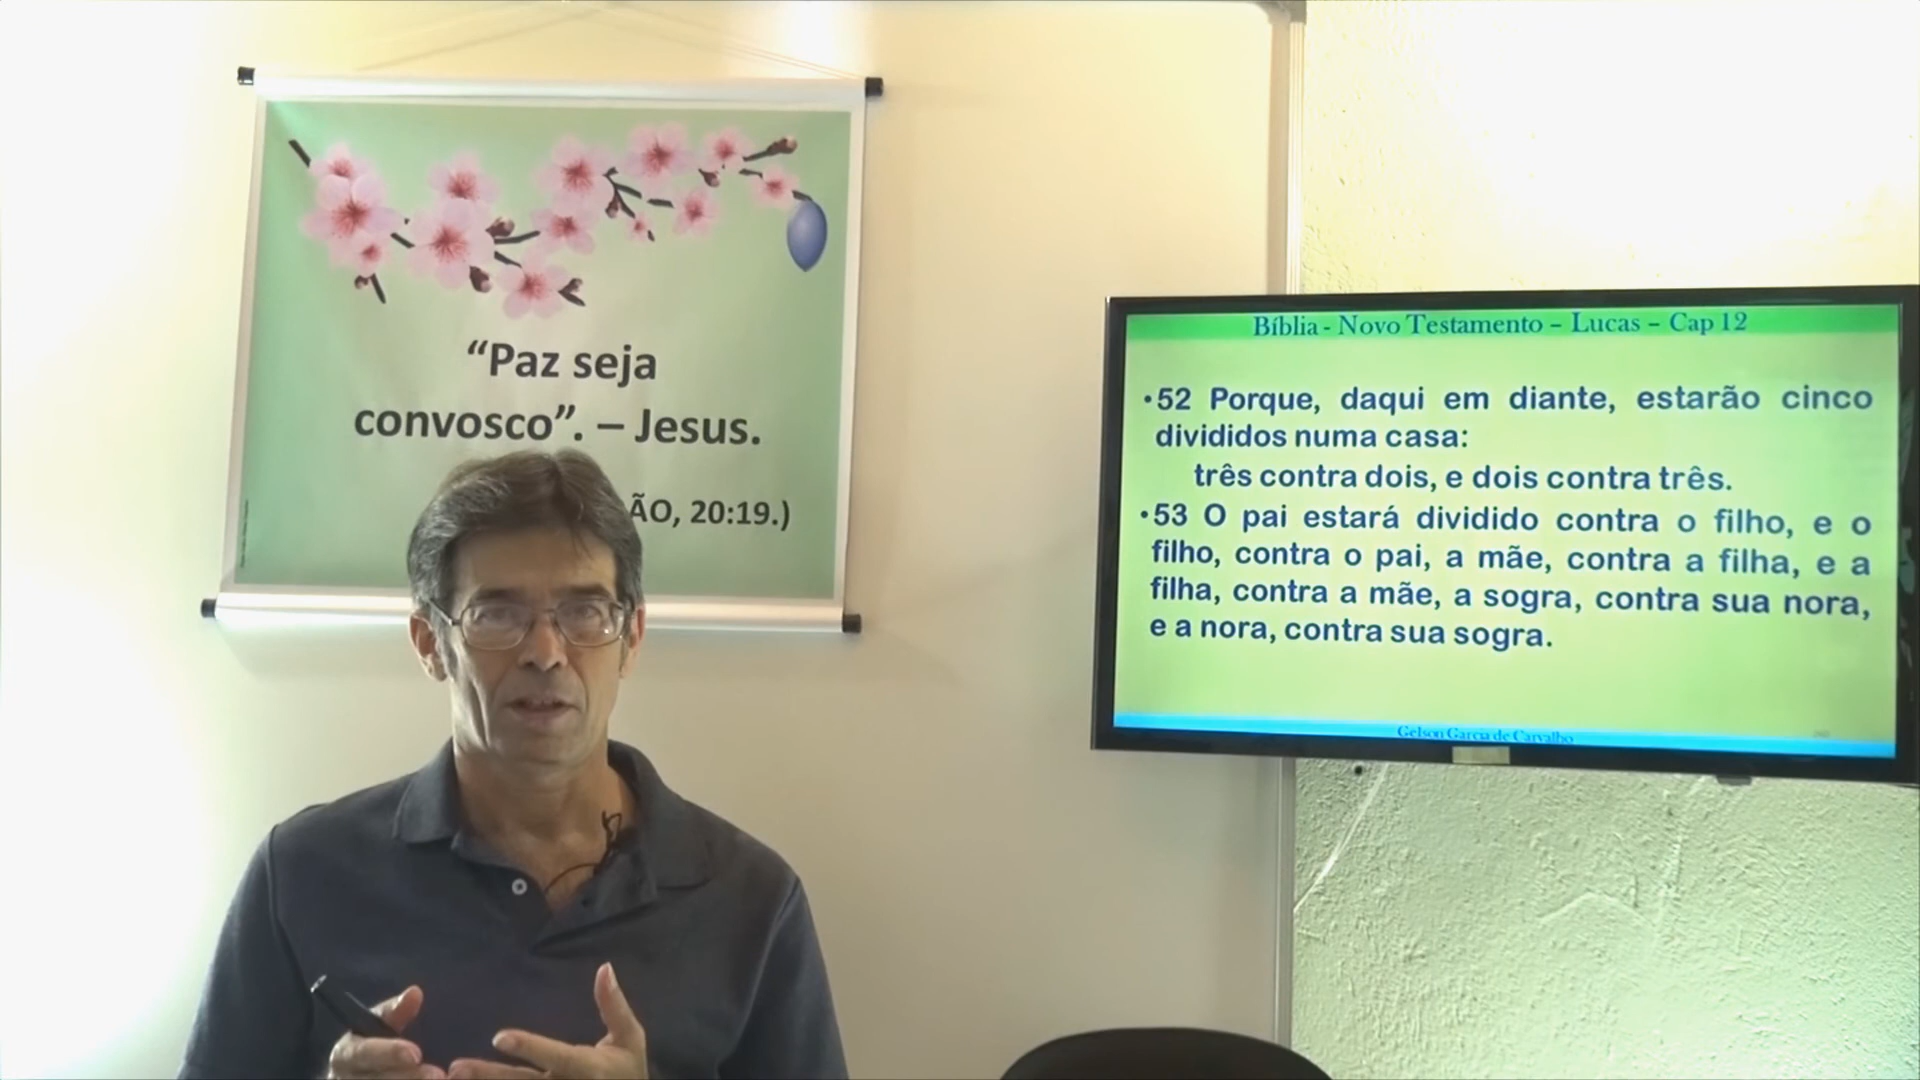 “Paz seja
convosco”. – Jesus.
ÃO, 20:19.)
Bíblia - Novo Testamento – Lucas – Cap 12
•52 Porque, daqui em diante, estarão cinco
divididos numa casa:
três contra dois, e dois contra três.
•53 O pai estará dividido contra o filho, e o
filho, contra o pai, a mãe, contra a filha, e a
filha, contra a mãe, a sogra, contra sua nora,
e a nora, contra sua sogra.
Gelson Garcia de Carvalho